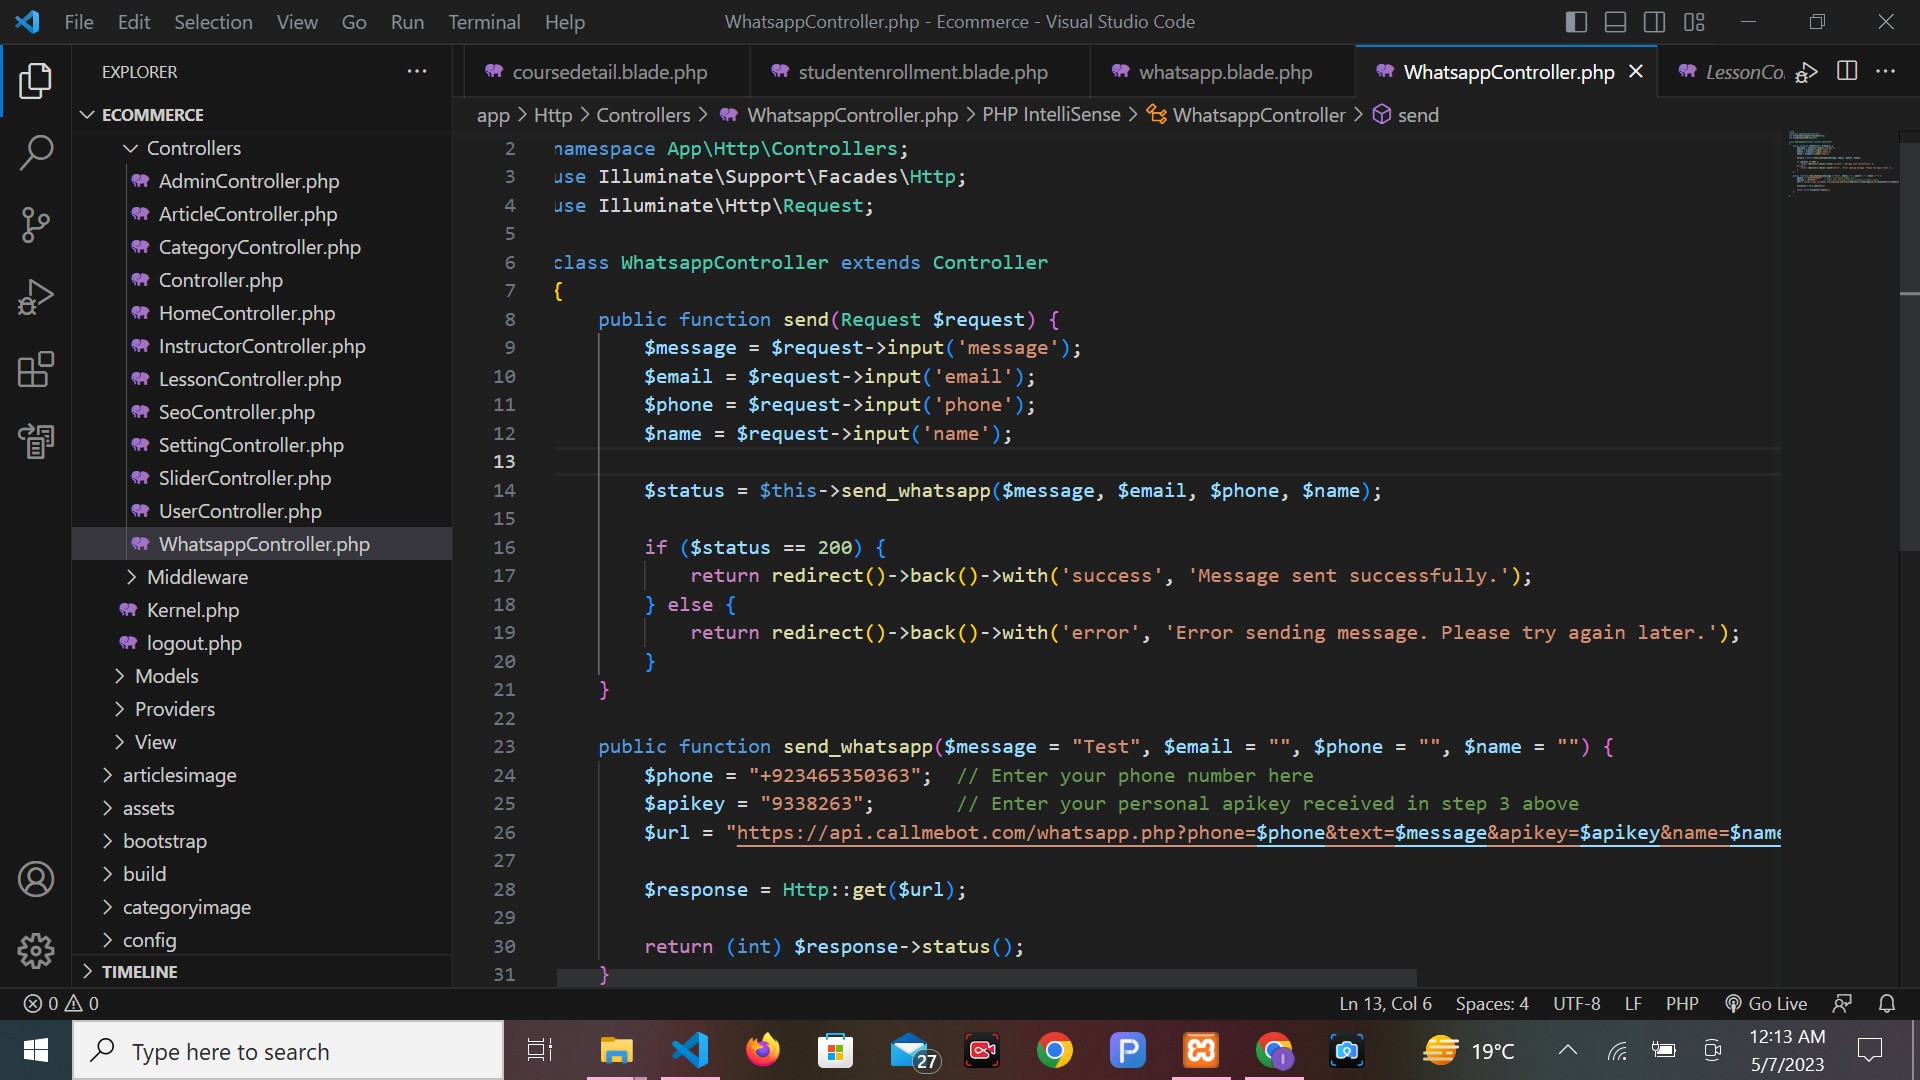 File Edit Selection View Go Run Terminal Help
WhatsappController.php - Ecommerce - Visual Studio Code
EXPLORER
coursedetail.blade.php
studentenrollment.blade.php
whatsapp.blade.php
WhatsappController.php
LessonCo
ECOMMERCE
app > Http > Controllers > WhatsappController.php > PHP IntelliSense > WhatsappController > send
Controllers
AdminController.php
ArticleController.php
CategoryController.php
Controller.php
HomeController.php
InstructorController.php
LessonController.php
SeoController.php
SettingController.php
SliderController.php
UserController.php
WhatsappController.php
Middleware
Kernel.php
logout.php
Models
Providers
View
articlesimage
assets
bootstrap
build
categoryimage
config
TIMELINE
2 namespace App\Http\Controllers;
3 use Illuminate\Support\Facades\Http;
4 use Illuminate\Http\Request;
5
6 class WhatsappController extends Controller
7 {
8 public function send(Request $request) {
9 $message = $request->input('message');
10 $email = $request->input('email');
11 $phone = $request->input('phone');
12 $name = $request->input('name');
13
14 $status = $this->send_whatsapp($message, $email, $phone, $name);
15
16 if ($status == 200) {
17 return redirect()->back()->with('success', 'Message sent successfully.');
18 } else {
19 return redirect()->back()->with('error', 'Error sending message. Please try again later.');
20 }
21 }
22
23 public function send_whatsapp($message = "Test", $email = "", $phone = "", $name = "") {
24 $phone = "+923465350363"; // Enter your phone number here
25 $apikey = "9338263"; // Enter your personal apikey received in step 3 above
26 $url = "https://api.callmebot.com/whatsapp.php?phone=$phone&text=$message&apikey=$apikey&name=$name
27
28 $response = Http::get($url);
29
30 return (int) $response->status();
31 }
0 0
Ln 13, Col 6 Spaces: 4 UTF-8 LF PHP Go Live
Type here to search
27
19°C
12:13 AM
5/7/2023